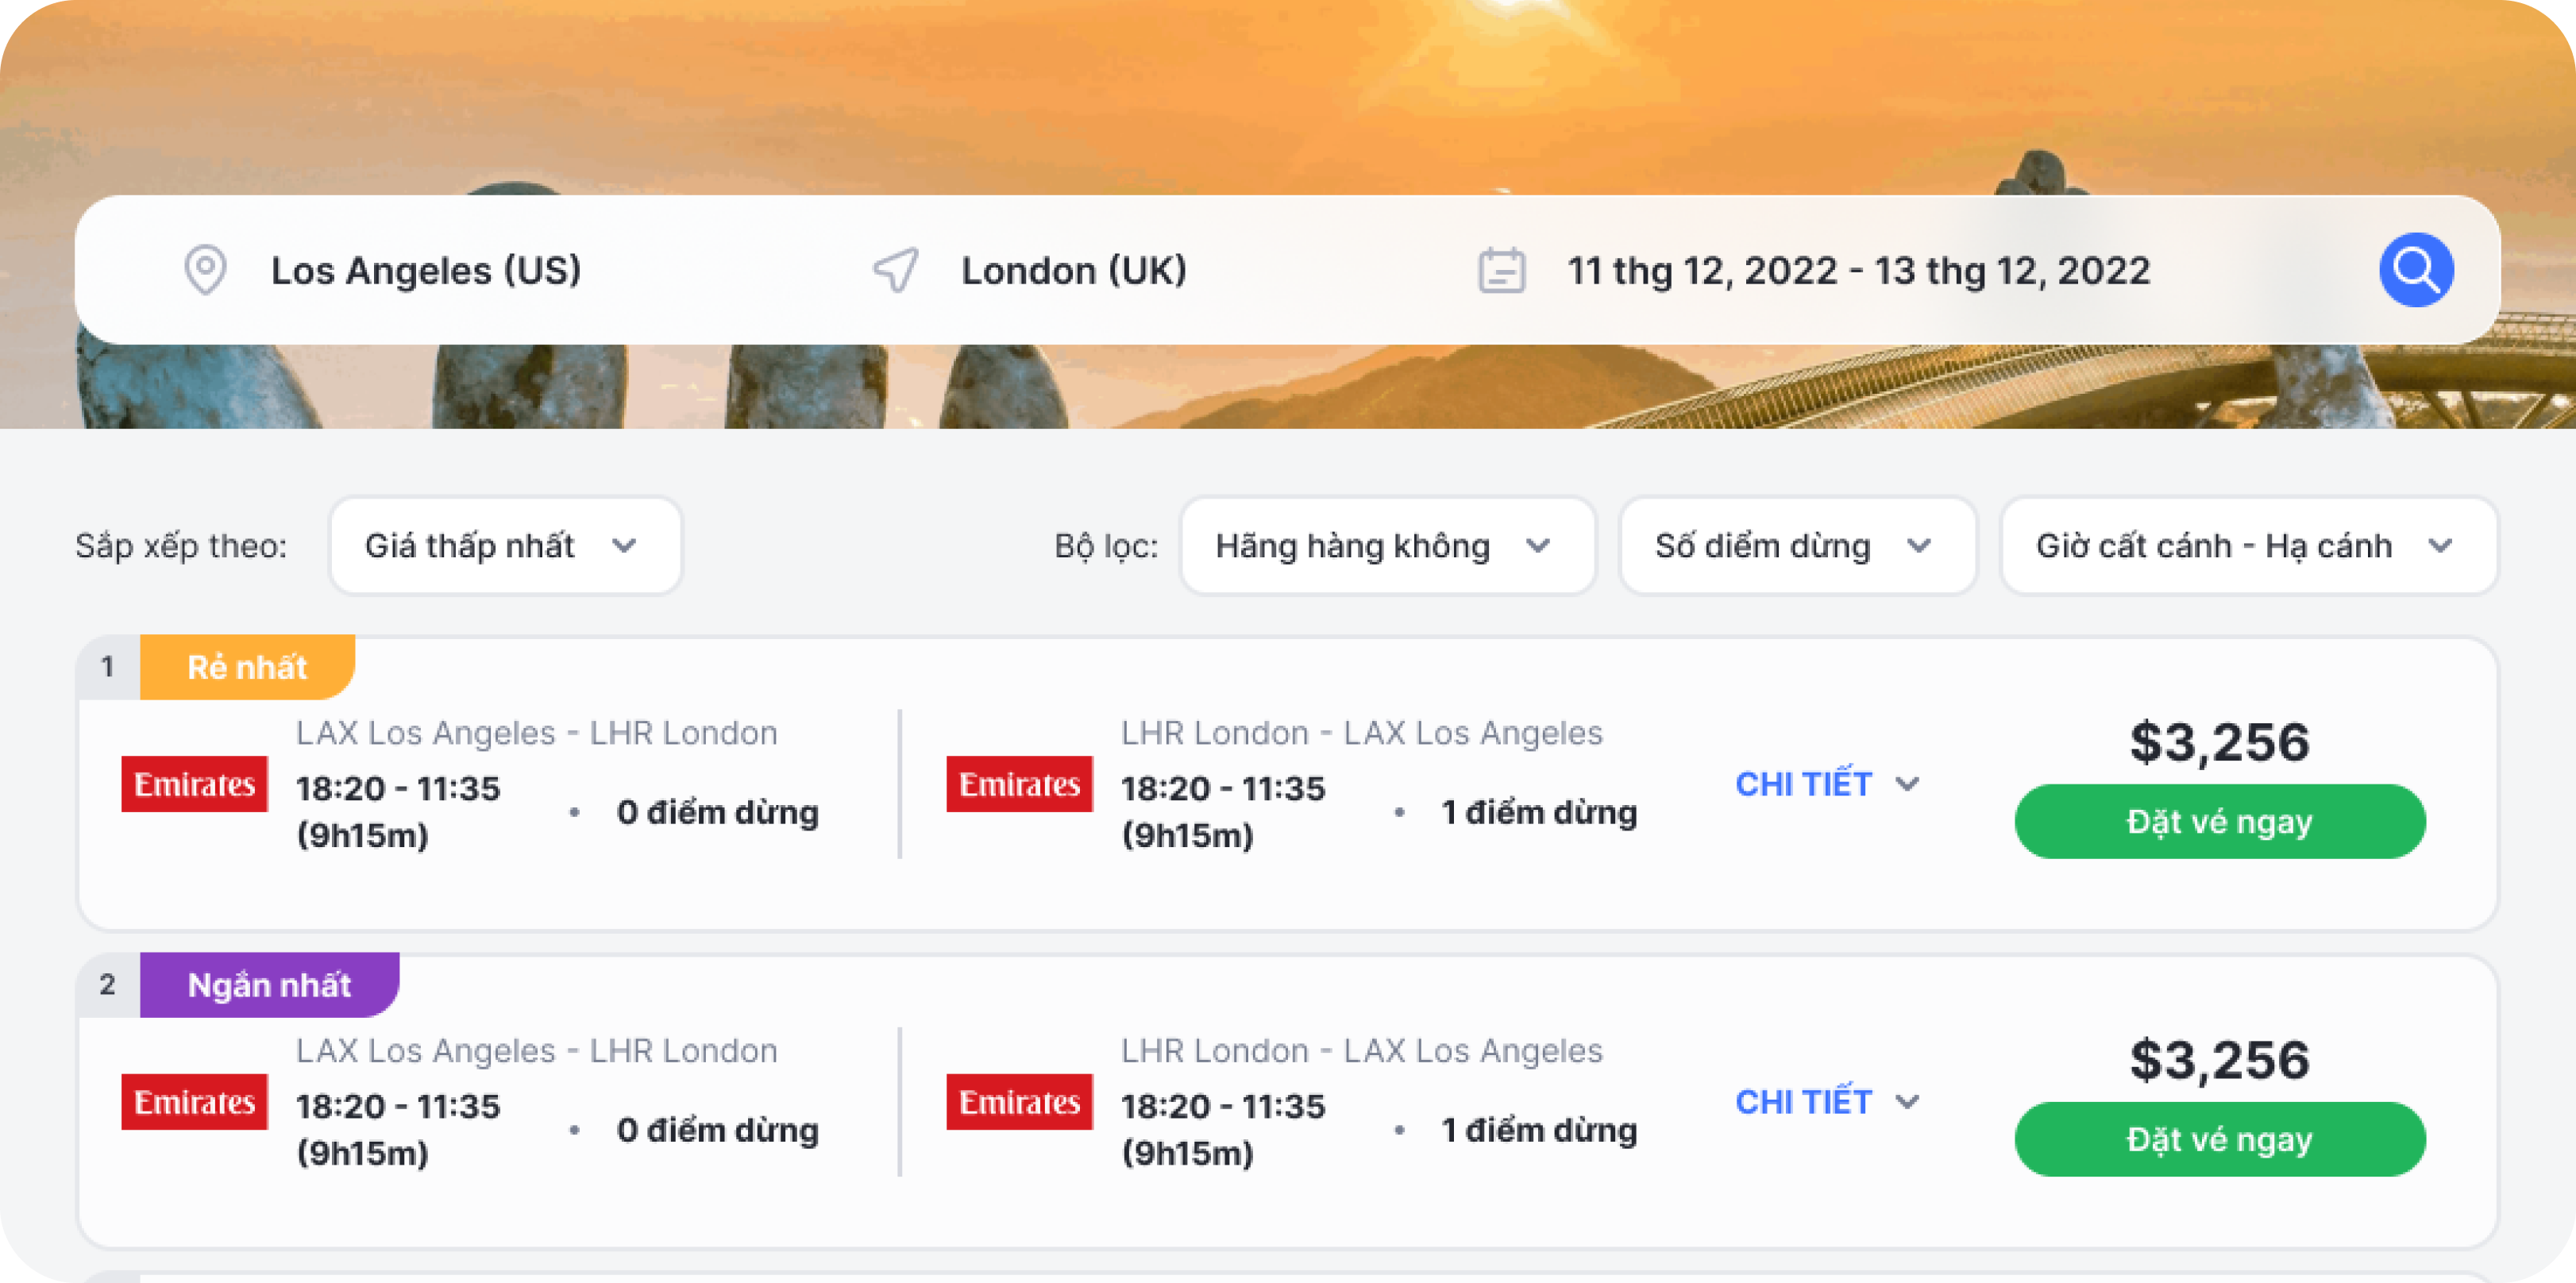 Los Angeles (US)
London (UK)
11 thg 12, 2022 - 13 thg 12, 2022
Sắp xếp theo:
Giá thấp nhất
Bộ lọc:
Hãng hàng không
Số diểm dừng
Giờ cất cánh - Hạ cánh
1
Rẻ nhất
Emirates
LAX Los Angeles - LHR London
18:20 - 11:35
(9h15m)
• 0 điểm dừng
Emirates
LHR London - LAX Los Angeles
18:20 - 11:35
(9h15m)
• 1 điểm dừng
CHI TIẾT
$3,256
Đặt vé ngay
2
Ngắn nhất
Emirates
LAX Los Angeles - LHR London
18:20 - 11:35
(9h15m)
• 0 điểm dừng
Emirates
LHR London - LAX Los Angeles
18:20 - 11:35
(9h15m)
• 1 điểm dừng
CHI TIẾT
$3,256
Đặt vé ngay